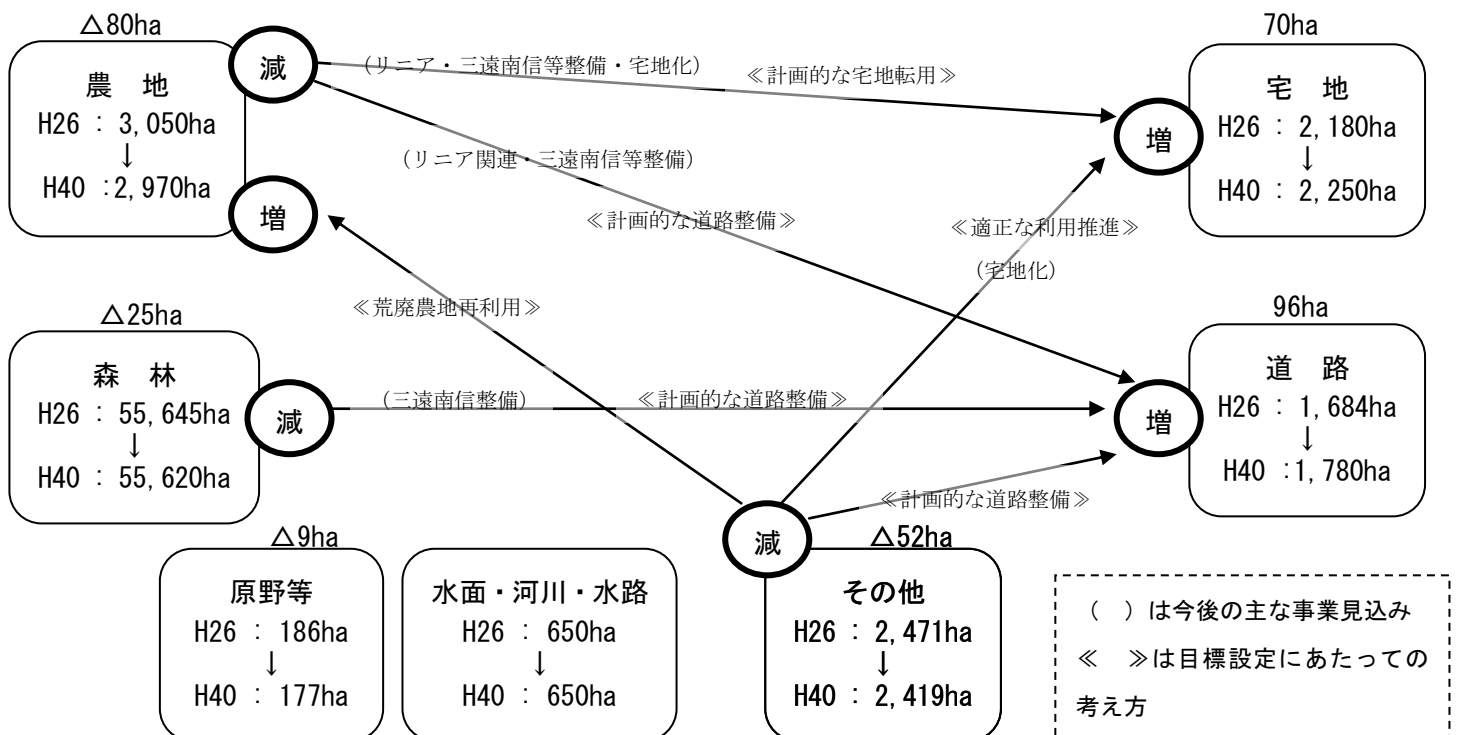 △80ha
農　地
H26 : 3,050ha
↓
H40 :2,970ha
減
増
(リニア・三遠南信等整備・宅地化)
≪計画的な宅地転用≫
(リニア関連・三遠南信等整備)
≪計画的な道路整備≫
70ha
宅　地
H26 : 2,180ha
↓
H40 : 2,250ha
増
≪適正な利用推進≫
(宅地化)
≪荒廃農地再利用≫
△25ha
森　林
H26 : 55,645ha
↓
H40 : 55,620ha
減
(三遠南信整備)
≪計画的な道路整備≫
96ha
道　路
H26 : 1,684ha
↓
H40 :1,780ha
増
≪計画的な道路整備≫
△9ha
原野等
H26 : 186ha
↓
H40 : 177ha
水面・河川・水路
H26 : 650ha
↓
H40 : 650ha
減
△52ha
その他
H26 : 2,471ha
↓
H40 : 2,419ha
(　)は今後の主な事業見込み
≪　≫は目標設定にあたっての
考え方